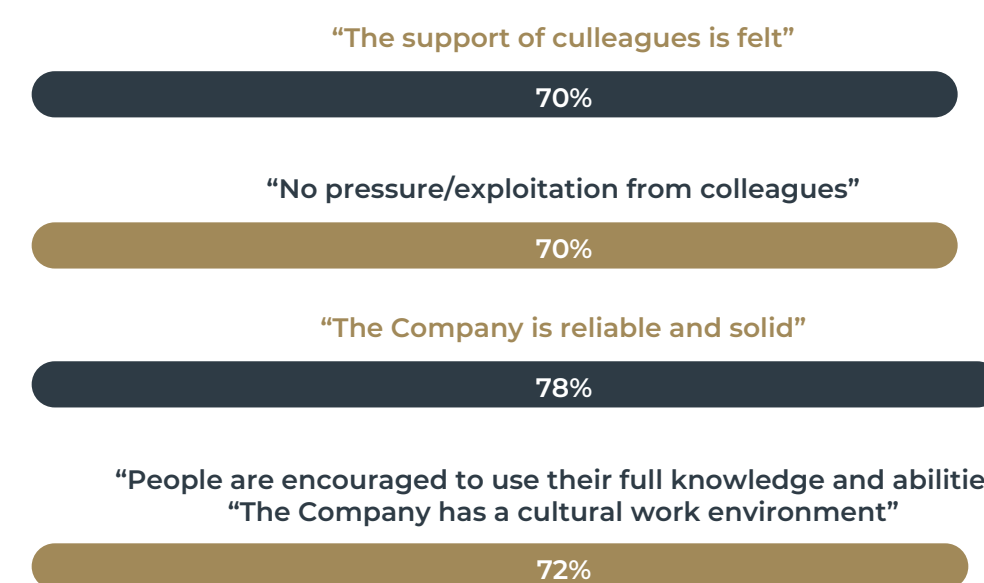 “The support of culleagues is felt”
70%
“No pressure/exploitation from colleagues”
70%
“The Company is reliable and solid”
78%
“People are encouraged to use their full knowledge and abilitie
“The Company has a cultural work environment”
72%